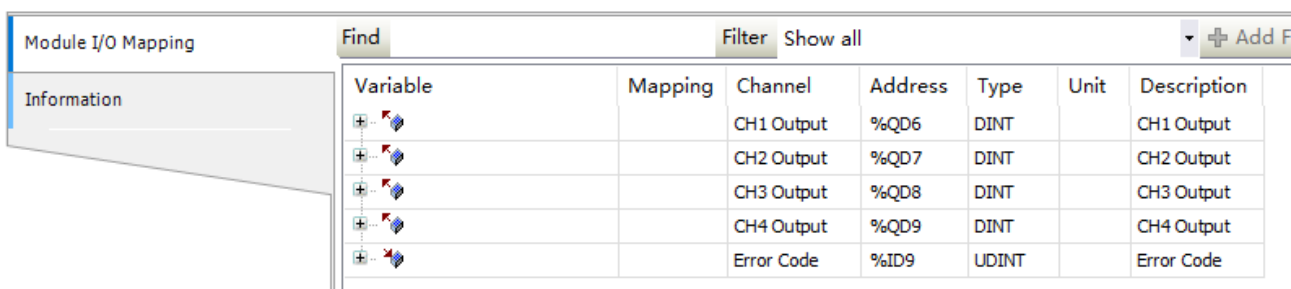 Module I/O Mapping
Information
Find Filter Show all Add F
Variable Mapping Channel Address Type Unit Description
CH1 Output %QD6 DINT CH1 Output
CH2 Output %QD7 DINT CH2 Output
CH3 Output %QD8 DINT CH3 Output
CH4 Output %QD9 DINT CH4 Output
Error Code %ID9 UDINT Error Code